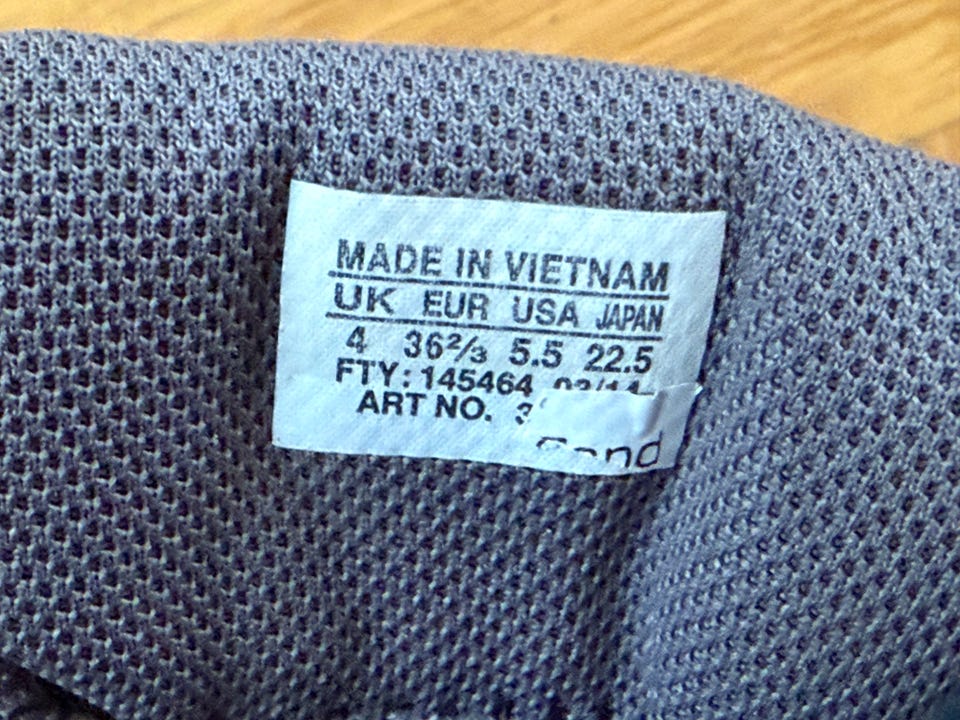 MADE IN VIETNAM
UK EUR USA JAPAN
4 36⅔ 5.5 22.5
FTY: 145464
ART NO.